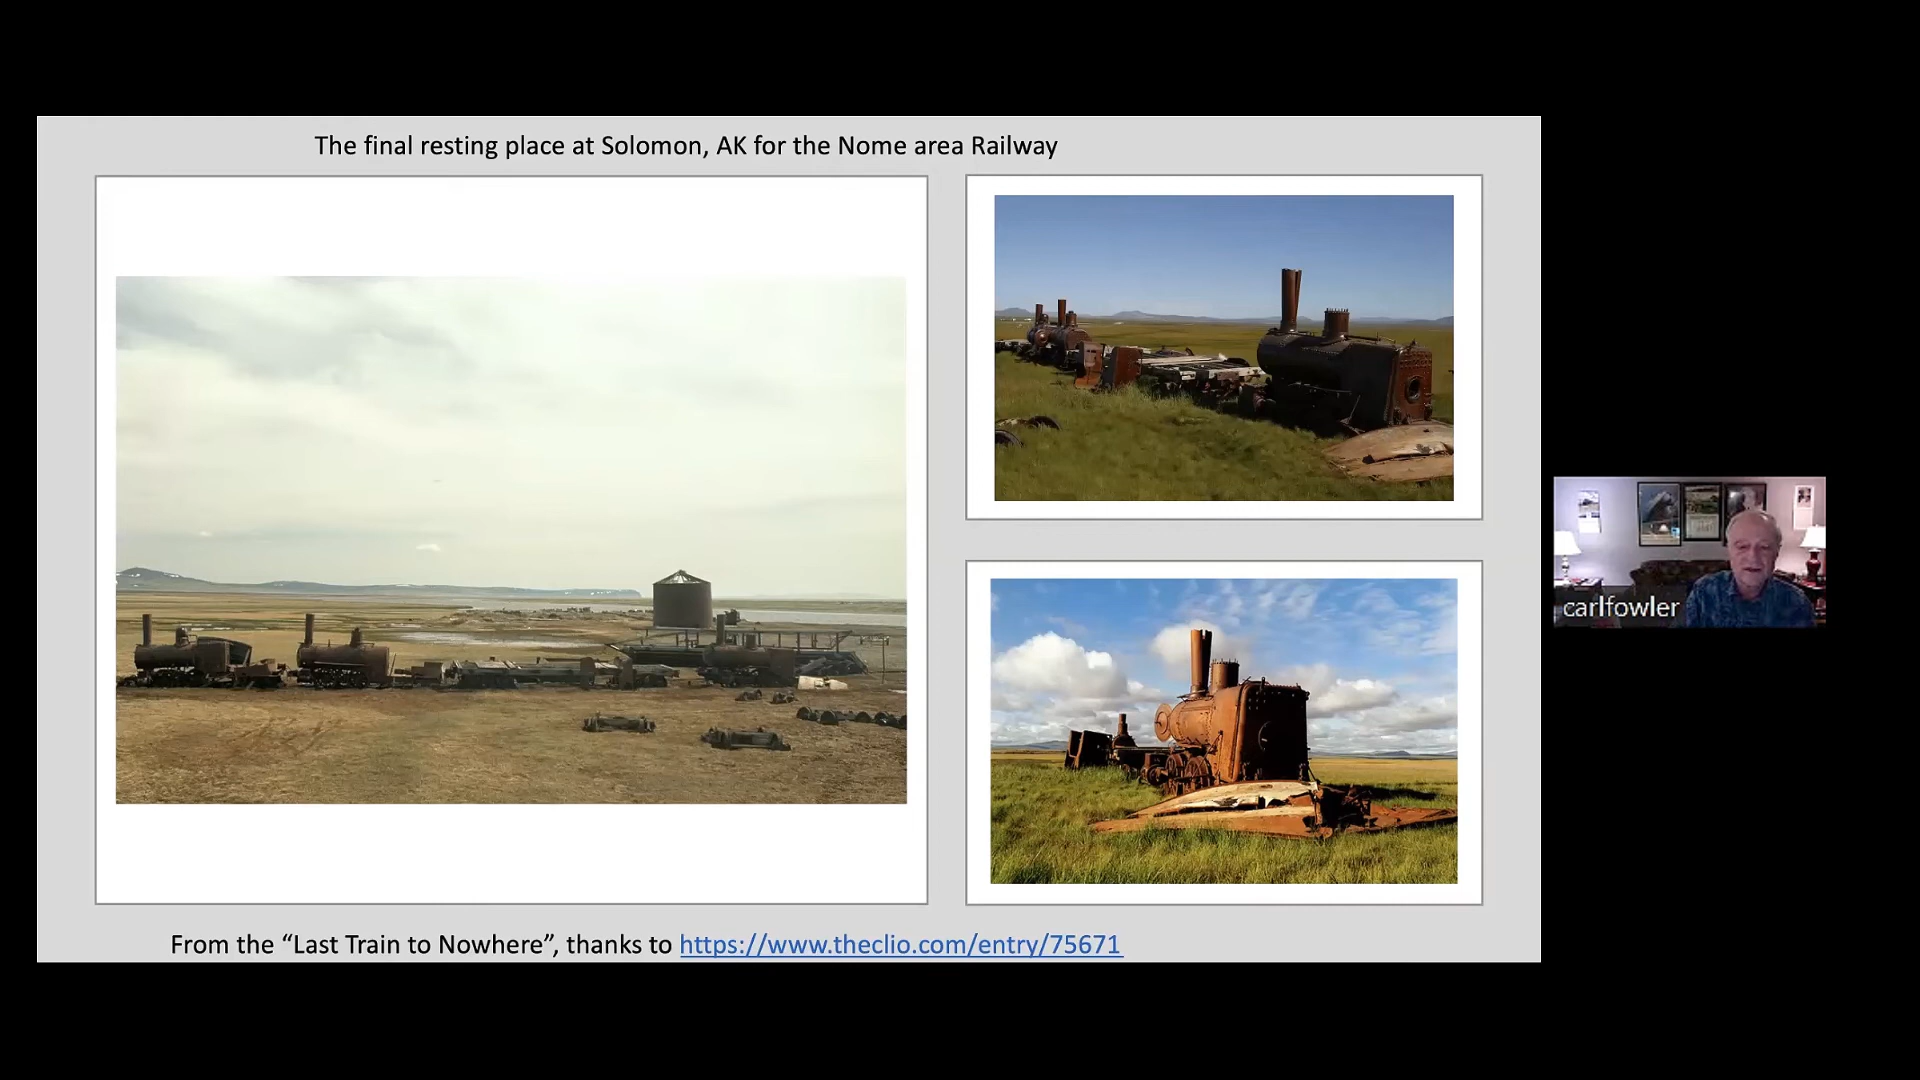 The final resting place at Solomon, AK for the Nome area Railway
carlfowler
From the “Last Train to Nowhere”, thanks to https://www.theclio.com/entry/75671